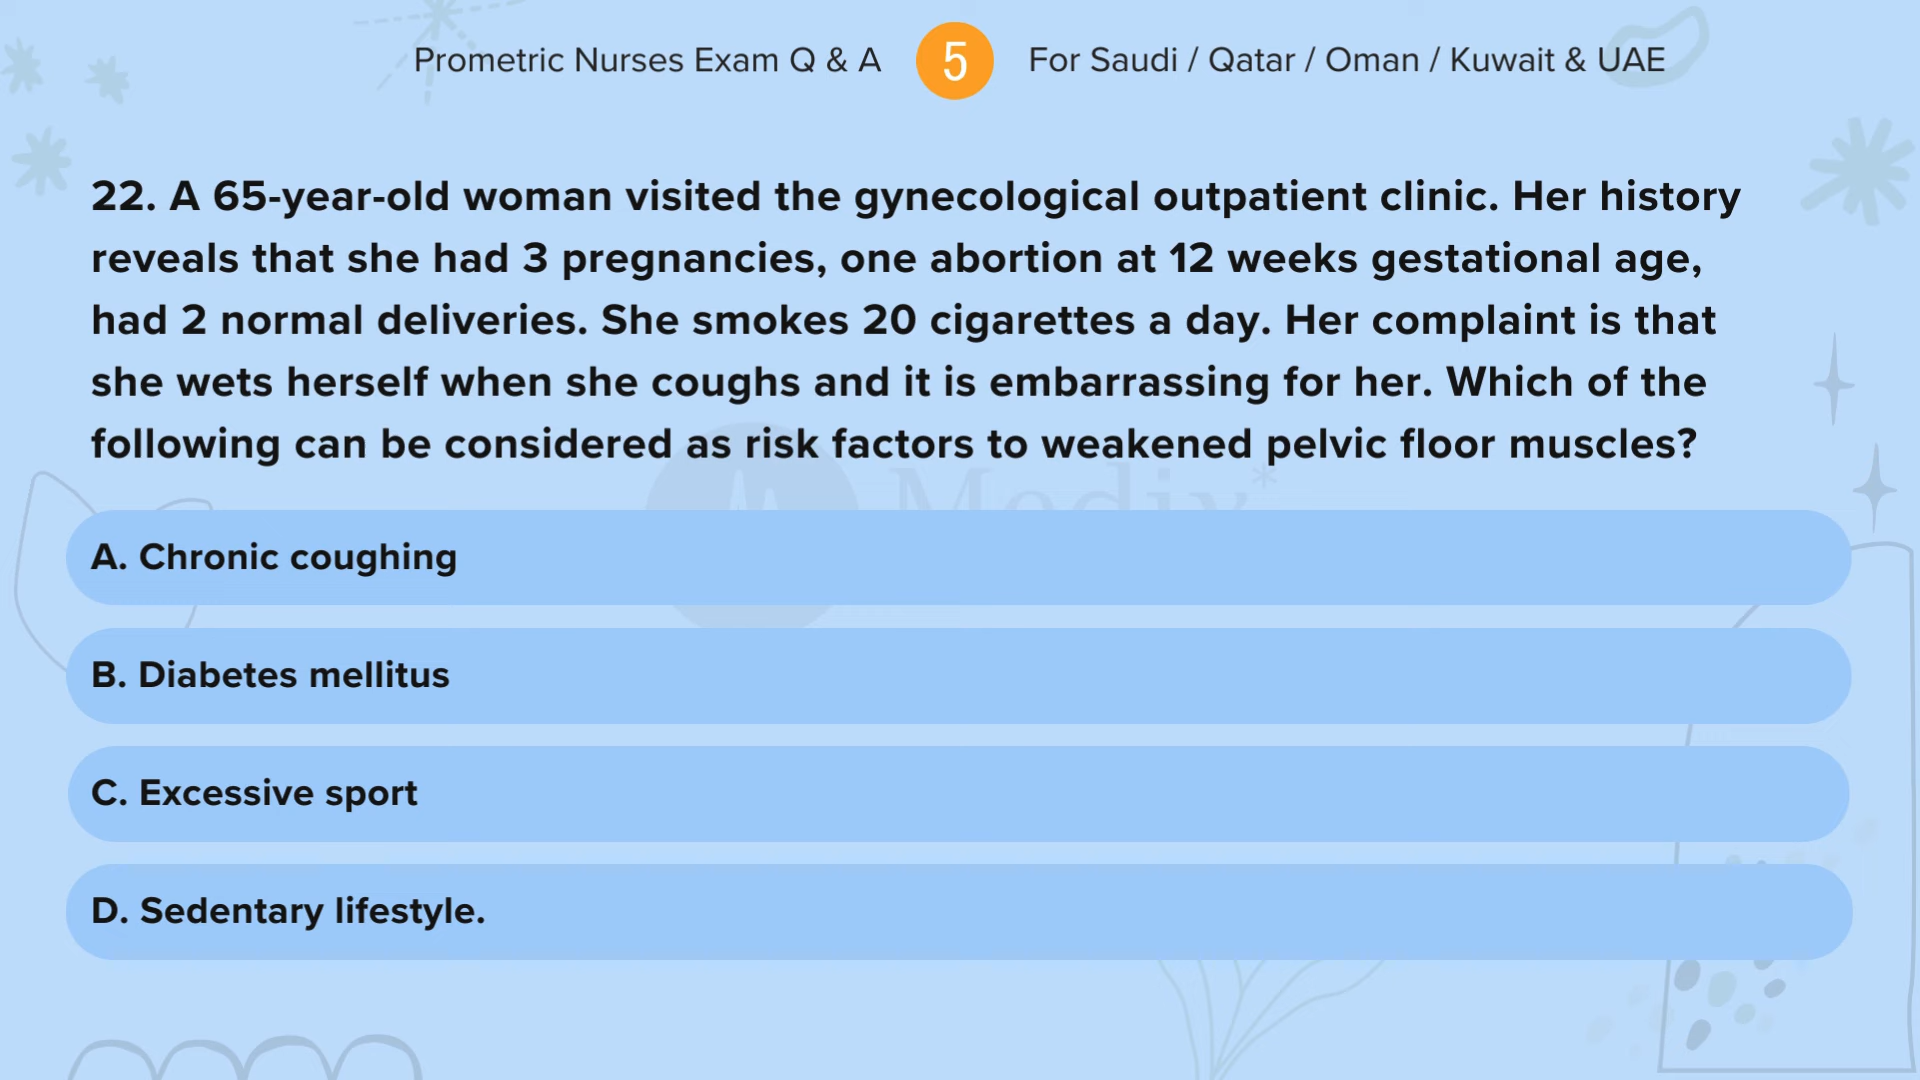 Prometric Nurses Exam Q & A 5 For Saudi / Qatar / Oman / Kuwait & UAE
22. A 65-year-old woman visited the gynecological outpatient clinic. Her history
reveals that she had 3 pregnancies, one abortion at 12 weeks gestational age,
had 2 normal deliveries. She smokes 20 cigarettes a day. Her complaint is that
she wets herself when she coughs and it is embarrassing for her. Which of the
following can be considered as risk factors to weakened pelvic floor muscles?
A. Chronic coughing
B. Diabetes mellitus
C. Excessive sport
D. Sedentary lifestyle.